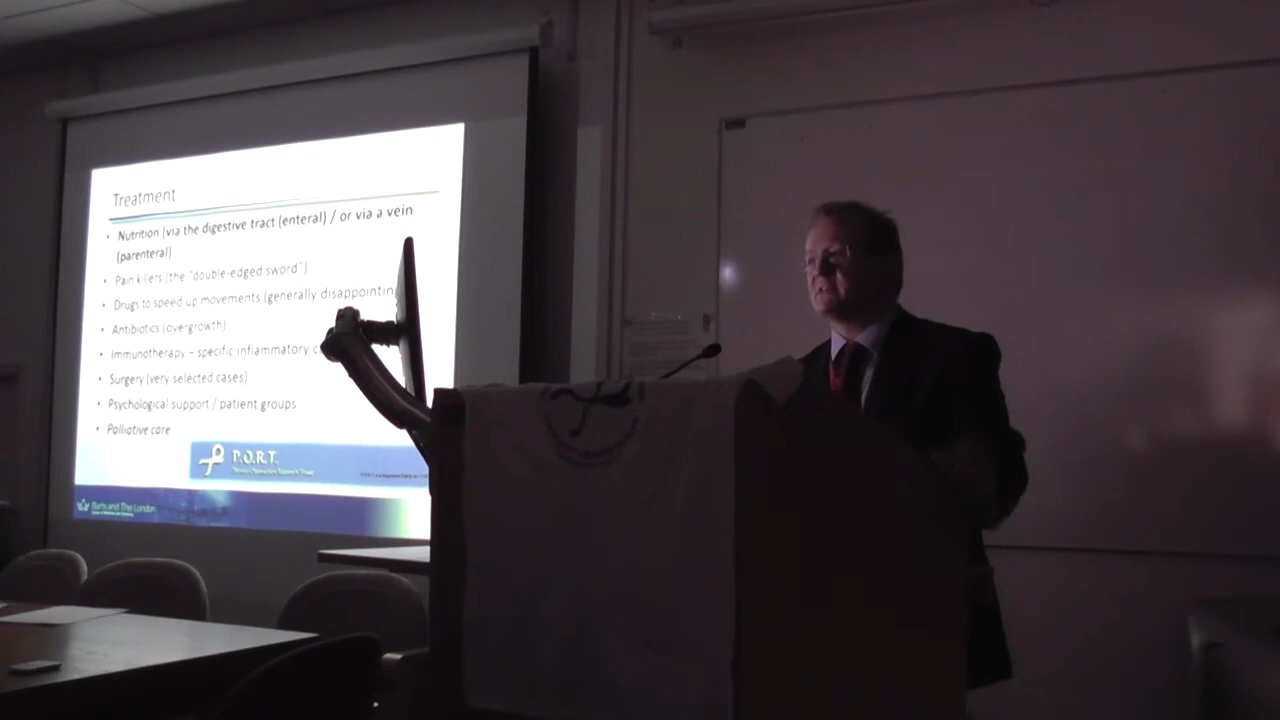 Treatment
• Nutrition (via the digestive tract (enteral) / or via a vein
(parenteral)
• Pain killers (the "double-edged sword")
• Drugs to speed up movements (generally disappointing
• Antibiotics (overgrowth)
• Immunotherapy – specific inflammatory c
• Surgery (very selected cases)
• Psychological support / patient groups
• Palliative care
P.O.R.T.
Barts and The London